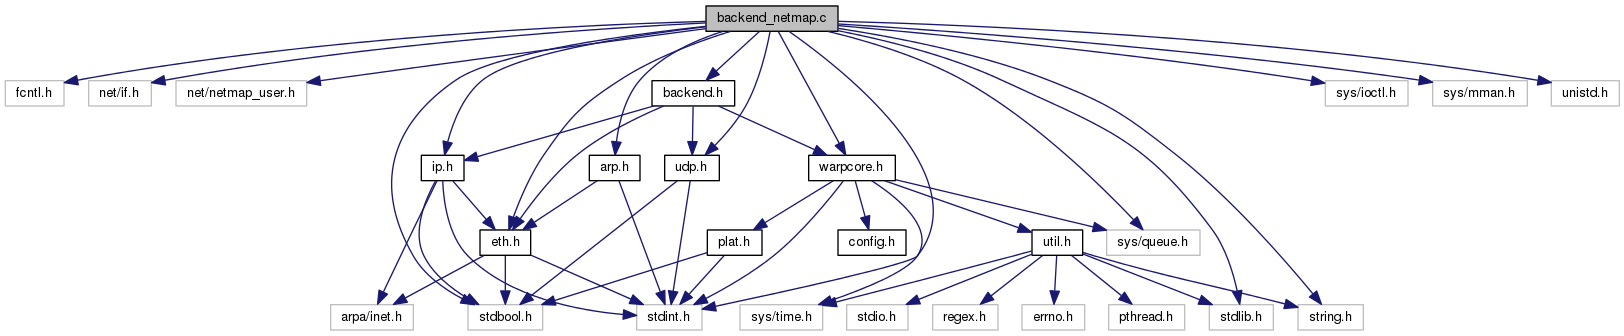 backend_netmap.c
fcntl.h
net/if.h
net/netmap_user.h
backend.h
sys/ioctl.h
sys/mman.h
unistd.h
ip.h
arp.h
udp.h
warpcore.h
eth.h
plat.h
config.h
util.h
sys/queue.h
arpa/inet.h
stdbool.h
stdint.h
sys/time.h
stdio.h
regex.h
errno.h
pthread.h
stdlib.h
string.h